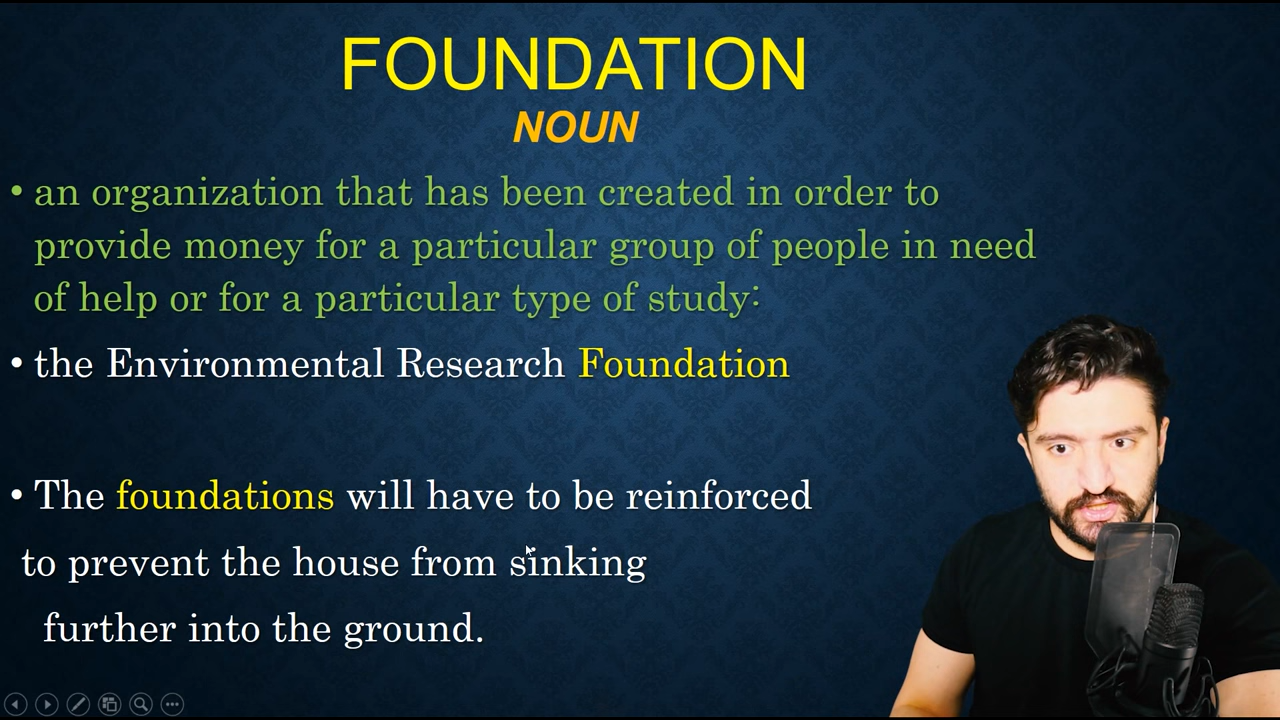 FOUNDATION
NOUN
• an organization that has been created in order to
provide money for a particular group of people in need
of help or for a particular type of study:
• the Environmental Research Foundation
• The foundations will have to be reinforced
to prevent the house from sinking
further into the ground.